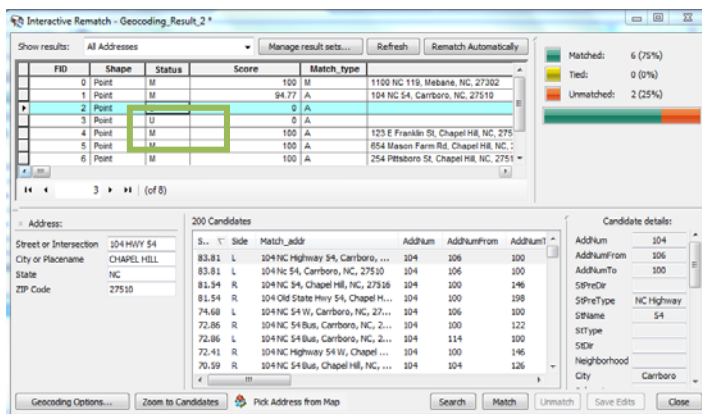 Interactive Rematch - Geocoding_Result_2 *
Show results: All Addresses Manage result sets... Refresh Rematch Automatically
FID Shape Status Score Match_type
0 Point M 100 M 1100 NC 119, Mebane, NC, 27302
1 Point M 94.77 A 104 NC 54, Carrboro, NC, 27510
2 Point U 0 A
3 Point U 0 A
4 Point M 100 A 123 E Franklin St, Chapel Hill, NC, 275
5 Point M 100 A 654 Mason Farm Rd, Chapel Hill, NC,
6 Point M 100 A 254 Pittsboro St, Chapel Hill, NC, 2751
3 (of 8)
Matched: 6 (75%)
Tied: 0 (0%)
Unmatched: 2 (25%)
Address:
Street or Intersection 104 HWY 54
City or Placename CHAPEL HILL
State NC
ZIP Code 27510
200 Candidates
S... Side Match_addr AddNum AddNumFrom AddNumT
83.81 L 104 NC Highway 54, Carrboro, ... 104 106 100
83.81 L 104 Nc 54, Carrboro, NC, 27510 104 106 100
81.54 R 104 NC 54, Chapel Hill, NC, 27516 104 100 146
81.54 R 104 Old State Hwy 54, Chapel H... 104 100 198
74.68 L 104 NC 54 W, Carrboro, NC, 27... 104 106 100
72.86 R 104 NC 54 Bus, Carrboro, NC, 2... 104 100 122
72.86 L 104 NC 54 Bus, Carrboro, NC, 2... 104 114 100
72.41 R 104 NC Highway 54 W, Chapel ... 104 100 146
70.59 R 104 NC 54 Bus, Chapel Hill, NC, ... 104 104 126
Candidate details:
AddNum 104
AddNumFrom 106
AddNumTo 100
StPreDir
StPreType NC Highway
StName 54
StType
StDir
Neighborhood
City Carrboro
Geocoding Options... Zoom to Candidates Pick Address from Map Search Match Unmatch Save Edits Close